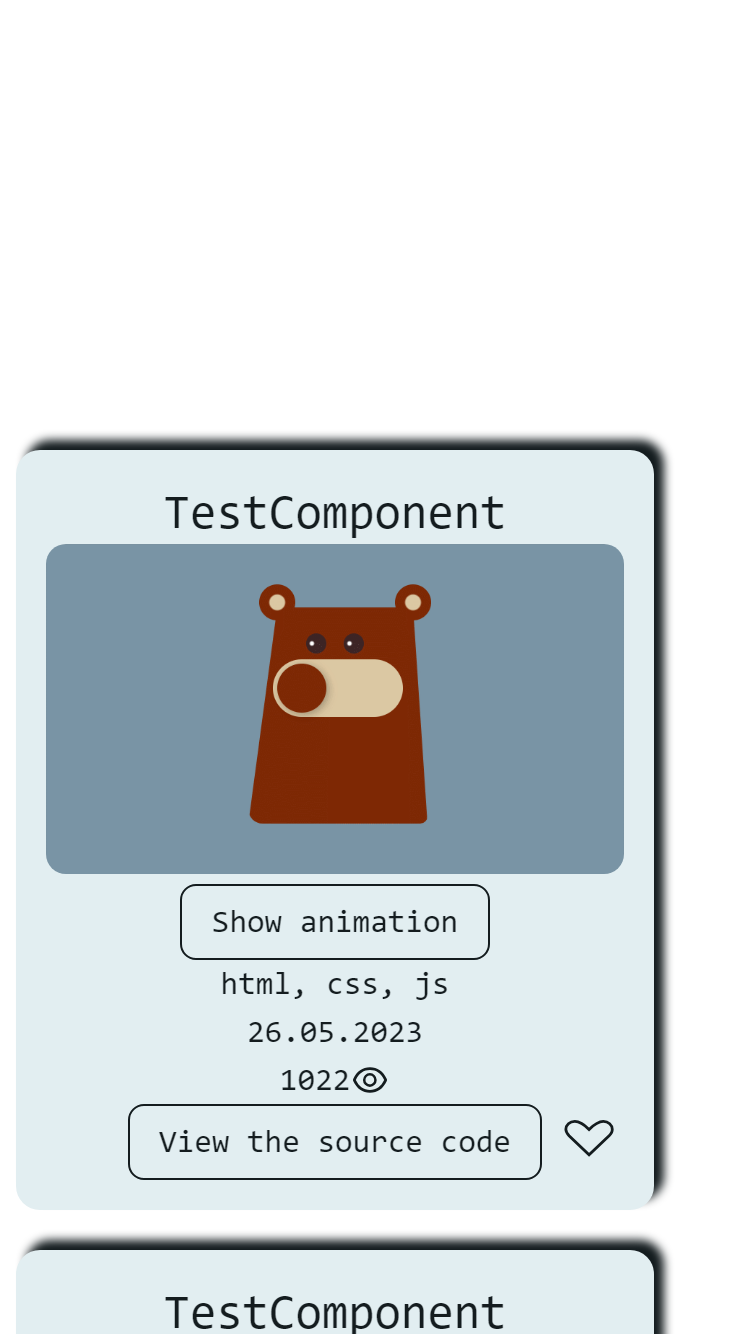 TestComponent
Show animation
html, css, js
26.05.2023
1022
View the source code
TestComponent